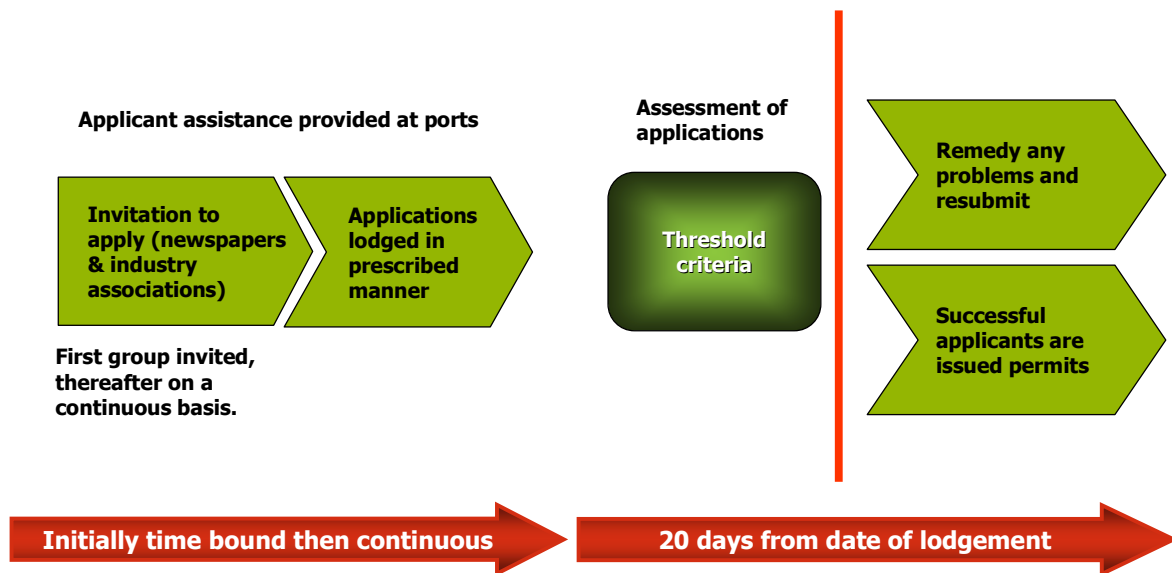 Applicant assistance provided at ports
Invitation to
apply (newspapers
& industry
associations)
Applications
lodged in
prescribed
manner
First group invited,
thereafter on a
continuous basis.
Assessment of
applications
Threshold
criteria
Remedy any
problems and
resubmit
Successful
applicants are
issued permits
Initially time bound then continuous
20 days from date of lodgement